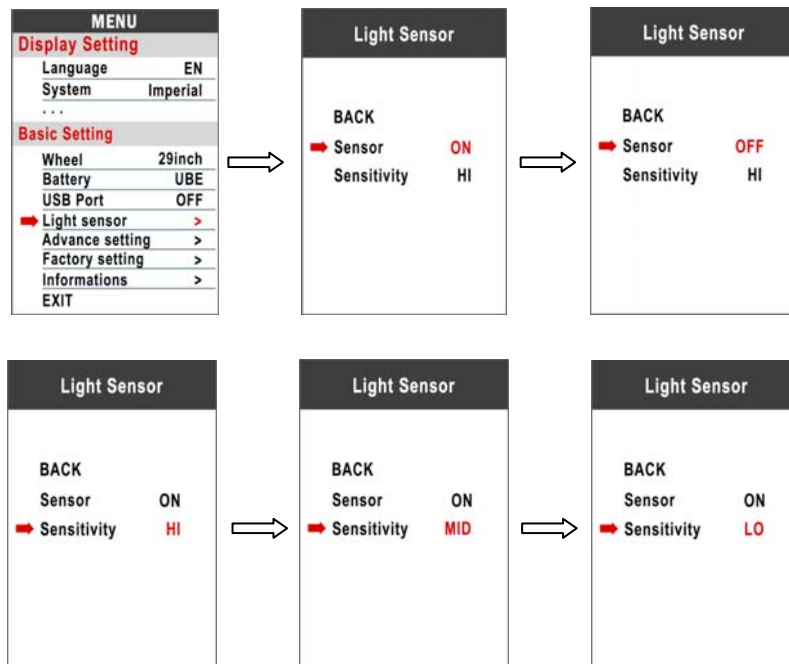 MENU
Display Setting
Language EN
System Imperial
...
Basic Setting
Wheel 29inch
Battery UBE
USB Port OFF
Light sensor >
Advance setting >
Factory setting >
Informations >
EXIT
Light Sensor
BACK
Sensor ON
Sensitivity HI
Light Sensor
BACK
Sensor OFF
Sensitivity HI
Light Sensor
BACK
Sensor ON
Sensitivity HI
Light Sensor
BACK
Sensor ON
Sensitivity MID
Light Sensor
BACK
Sensor ON
Sensitivity LO